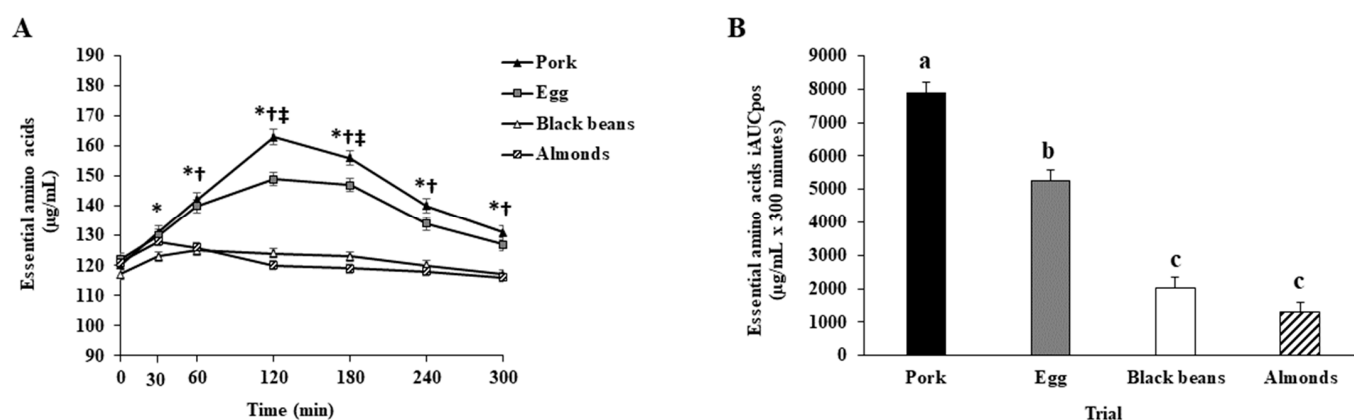 A
Essential amino acids
(µg/mL)
190
180
170
160
150
140
130
120
110
100
90
*
*†
*†‡
*†‡
*†
*†
Pork
Egg
Black beans
Almonds
0 30 60 120 180 240 300
Time (min)
B
Essential amino acids iAUCpos
(µg/mL x 300 minutes)
9000
8000
7000
6000
5000
4000
3000
2000
1000
0
a
b
c
c
Pork Egg Black beans Almonds
Trial